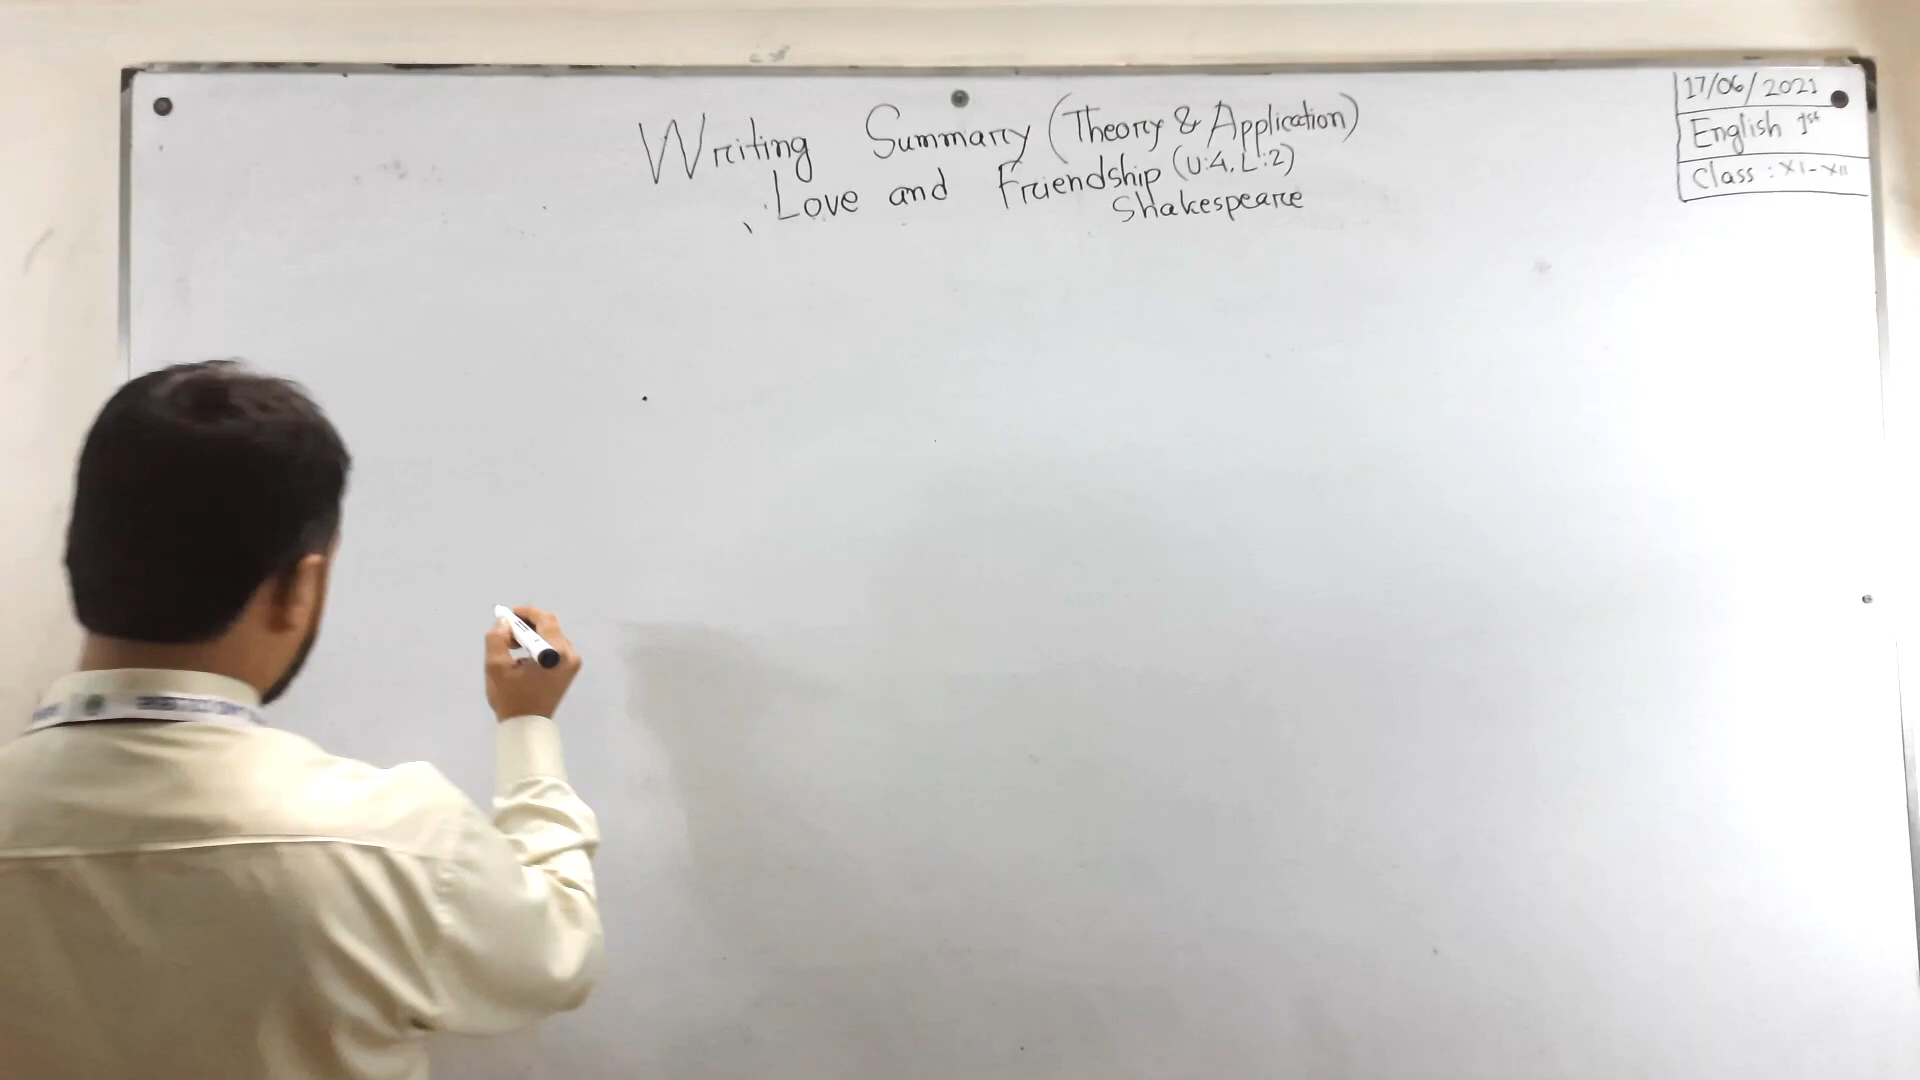 Writing Summary (Theory & Application)
Love and Friendship (U:4, L:2)
Shakespeare
17/06/2021
English 1st
Class : XI-XII